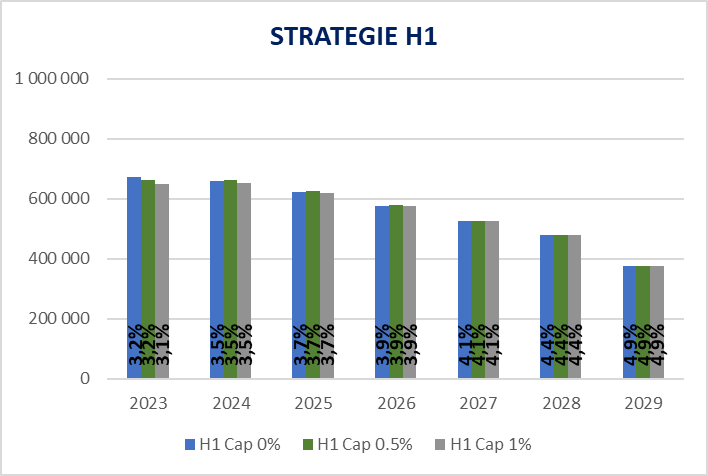 STRATEGIE H1
1 000 000
800 000
600 000
400 000
200 000
0
3,2% 3,2% 3,1% 3,5% 3,5% 3,5% 3,7% 3,7% 3,7% 3,9% 3,9% 3,9% 4,1% 4,1% 4,1% 4,4% 4,4% 4,4% 4,9% 4,9% 4,9%
2023 2024 2025 2026 2027 2028 2029
H1 Cap 0% H1 Cap 0.5% H1 Cap 1%